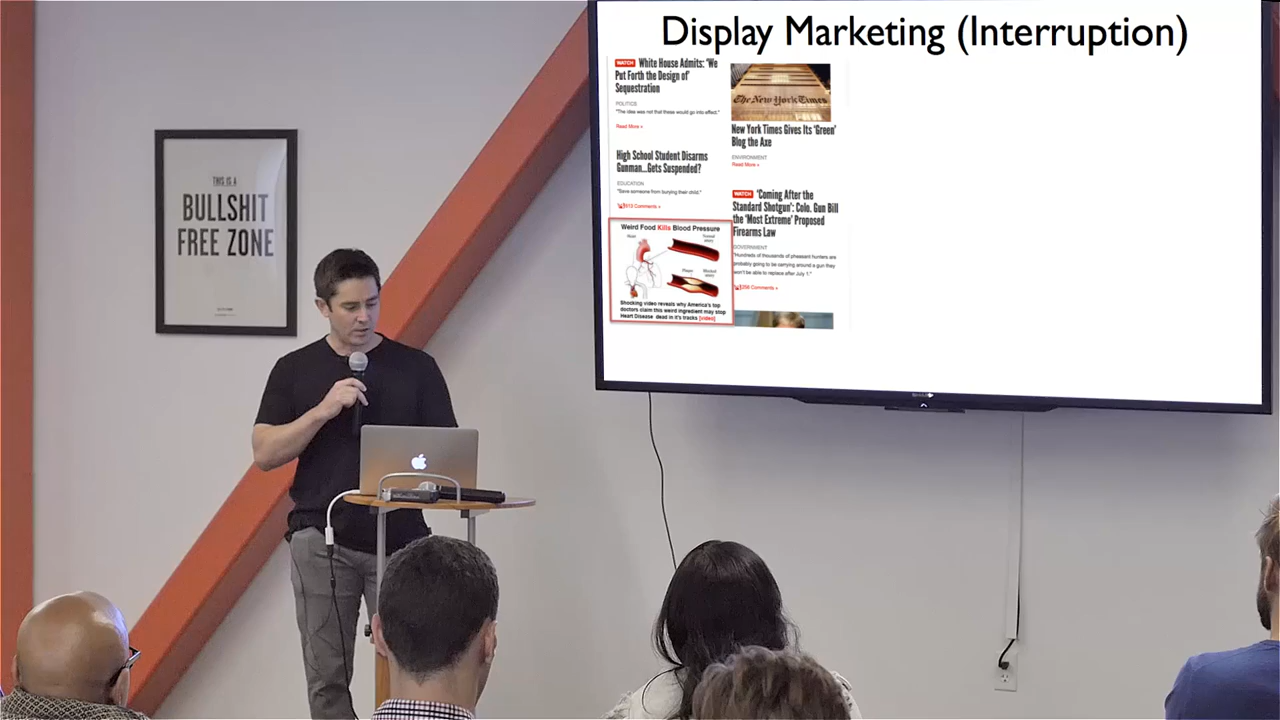 Display Marketing (Interruption)
WATCH White House Admits: 'We
Put Forth the Design of'
Sequestration
POLITICS
"The idea was not that these would go into effect."
Read More »
High School Student Disarms
Gunman...Gets Suspended?
EDUCATION
"Save someone from burying their child."
Comments »
Weird Food Kills Blood Pressure
Shocking video reveals why America's top
doctors claim this weird ingredient may stop
Heart Disease dead in it's tracks [video]
The New York Times
New York Times Gives Its 'Green'
Blog the Axe
ENVIRONMENT
Read More »
WATCH 'Coming After the
Standard Shotgun': Colo. Gun Bill
the 'Most Extreme' Proposed
Firearms Law
GOVERNMENT
"Hundreds of thousands of pheasant hunters are
probably going to be carrying around a gun they
won't be able to replace after July 1."
Comments »
THIS IS A
BULLSHIT
FREE ZONE